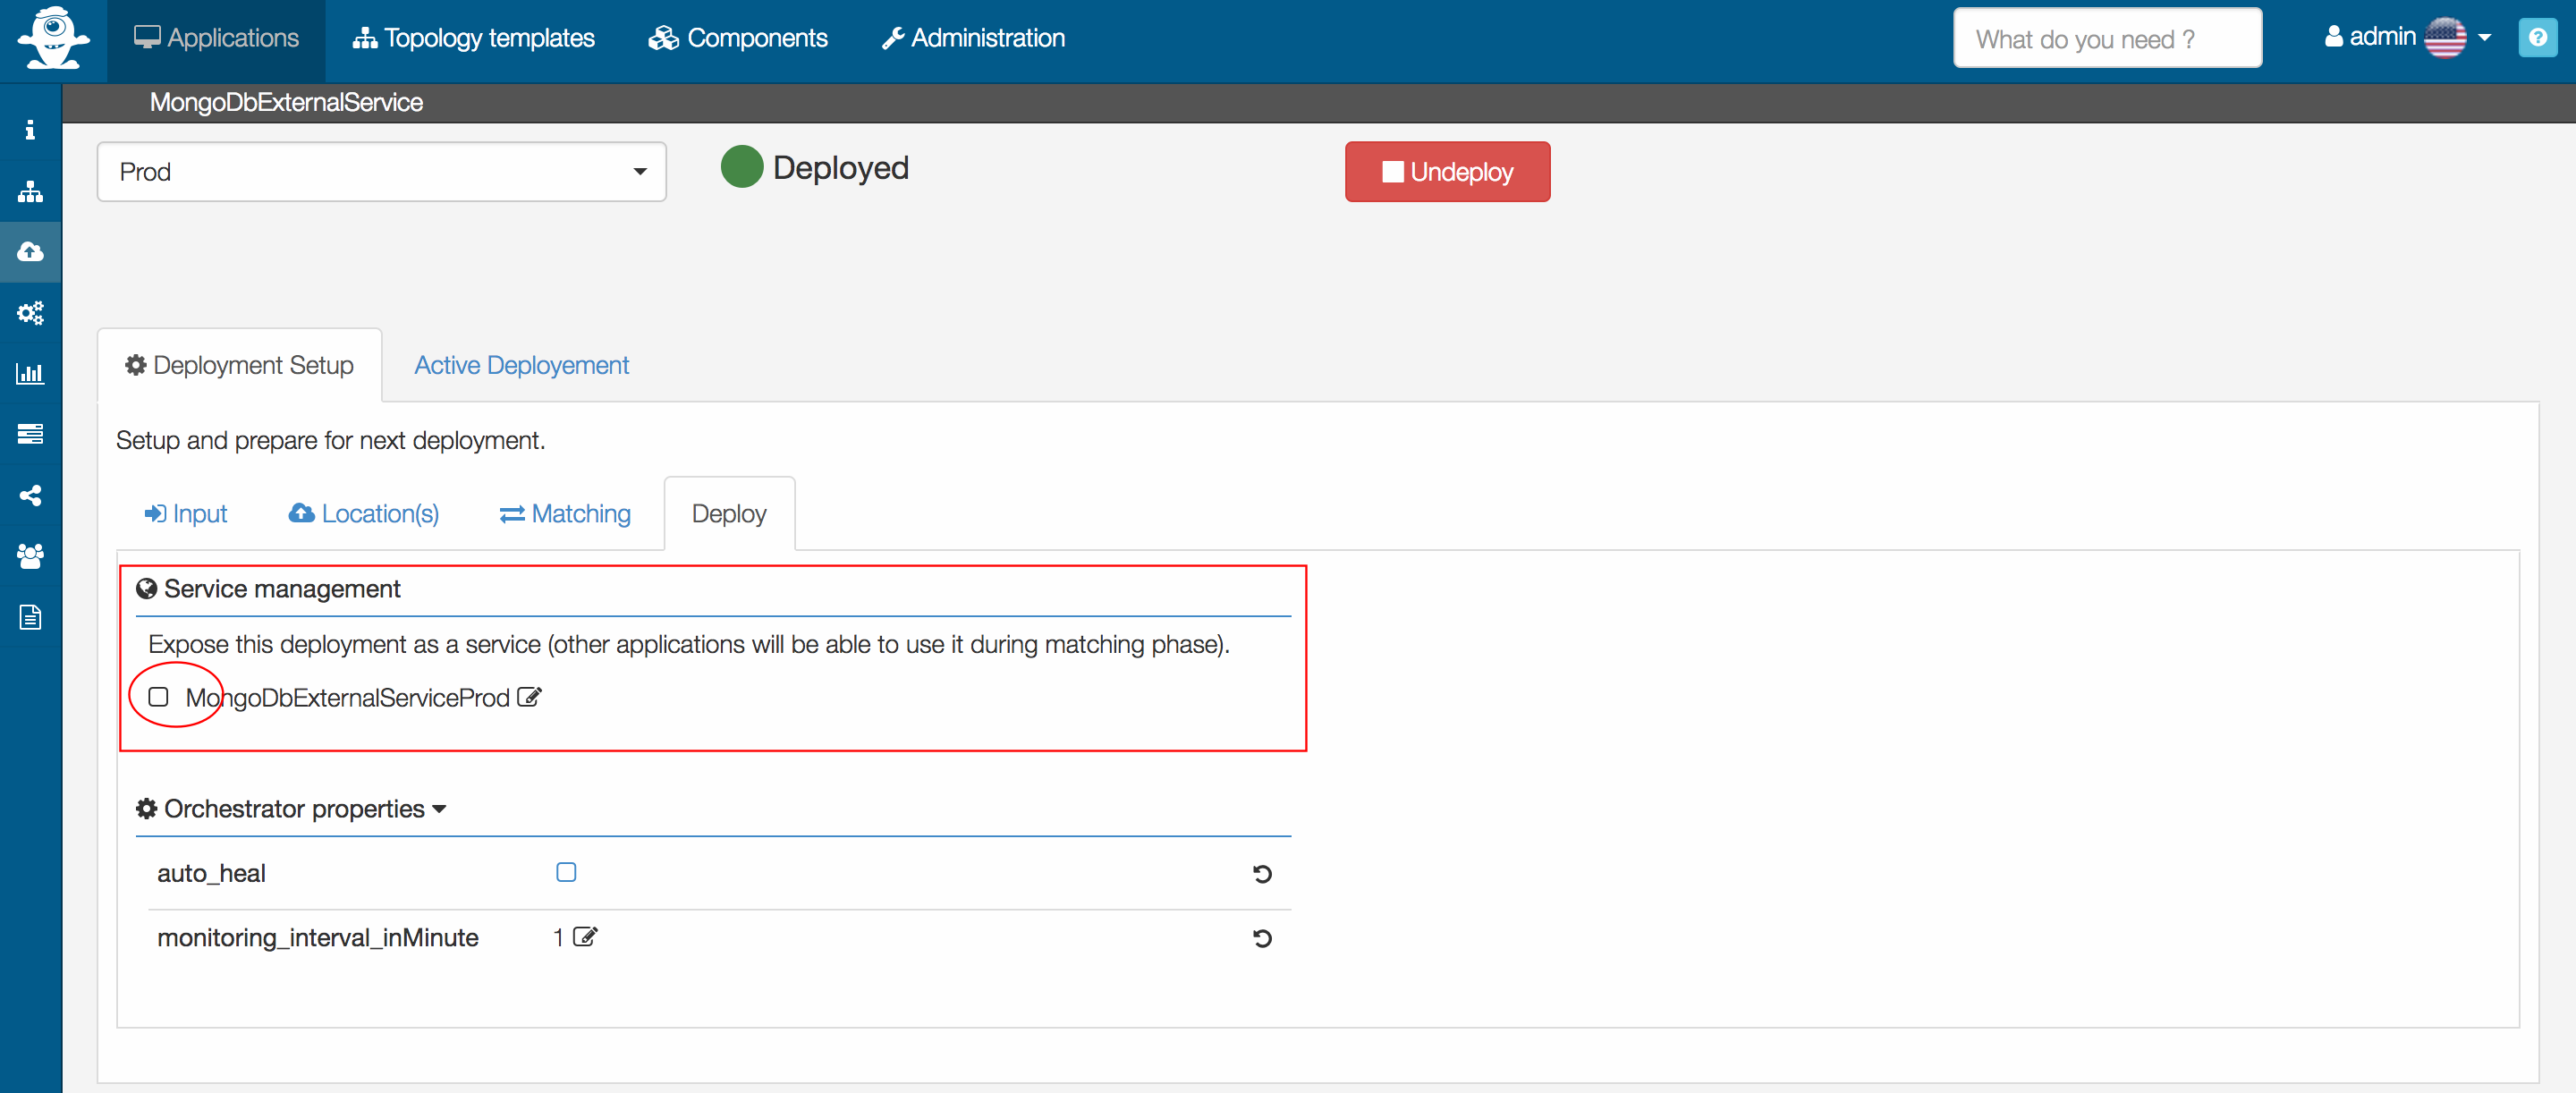 Applications Topology templates Components Administration What do you need ? admin
MongoDbExternalService
Prod Deployed Undeploy
Deployment Setup Active Deployement
Setup and prepare for next deployment.
Input Location(s) Matching Deploy
Service management
Expose this deployment as a service (other applications will be able to use it during matching phase).
MongoDbExternalServiceProd
Orchestrator properties
auto_heal
monitoring_interval_inMinute 1